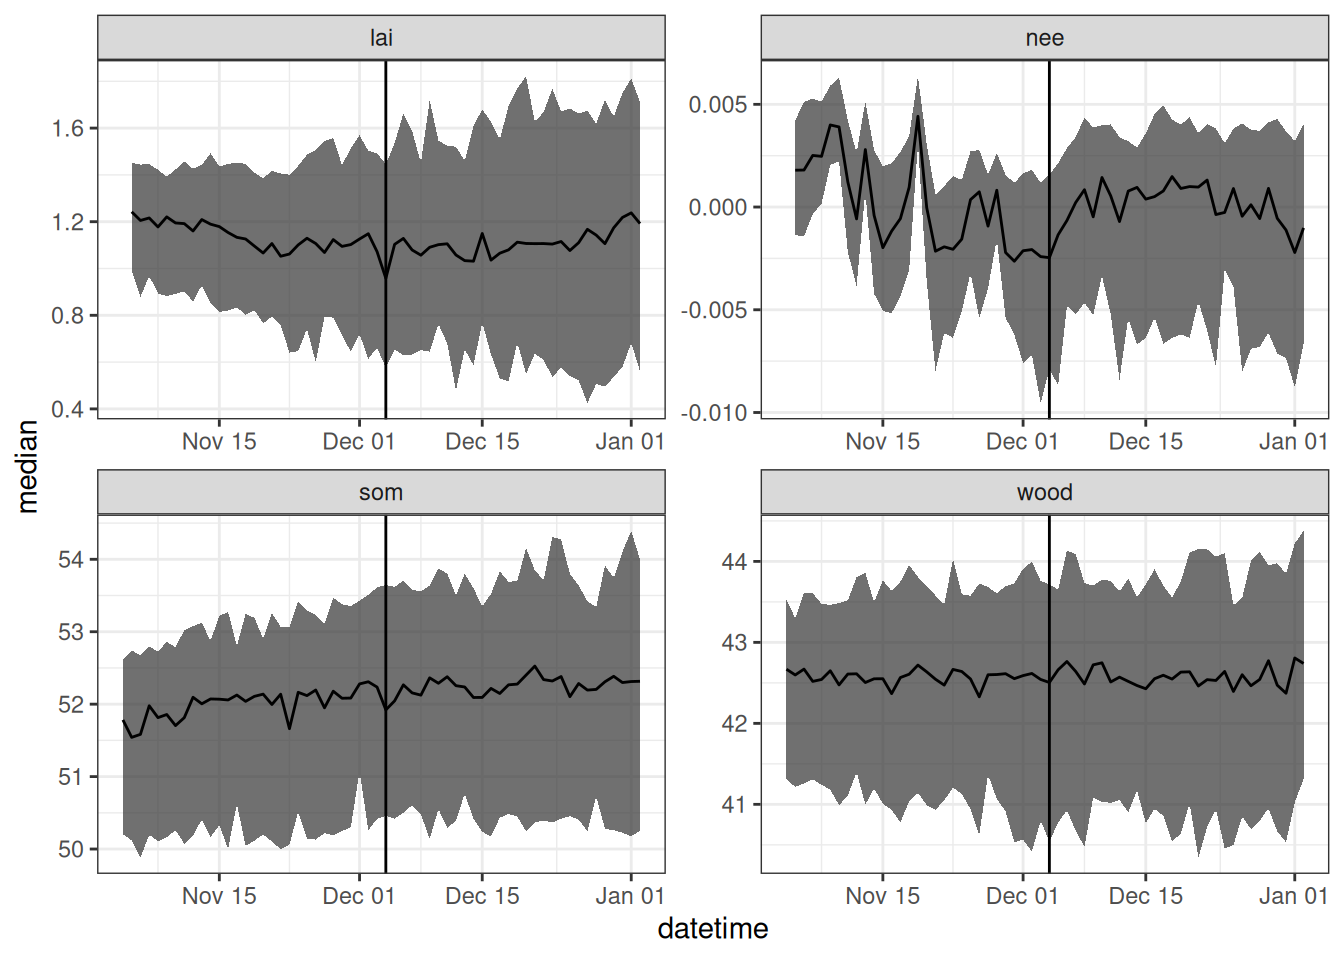 lai
nee
1.6
1.2
0.8
0.4
0.005
0.000
-0.005
-0.010
Nov 15 Dec 01 Dec 15 Jan 01
Nov 15 Dec 01 Dec 15 Jan 01
median
som
wood
54
53
52
51
50
44
43
42
41
Nov 15 Dec 01 Dec 15 Jan 01
Nov 15 Dec 01 Dec 15 Jan 01
datetime